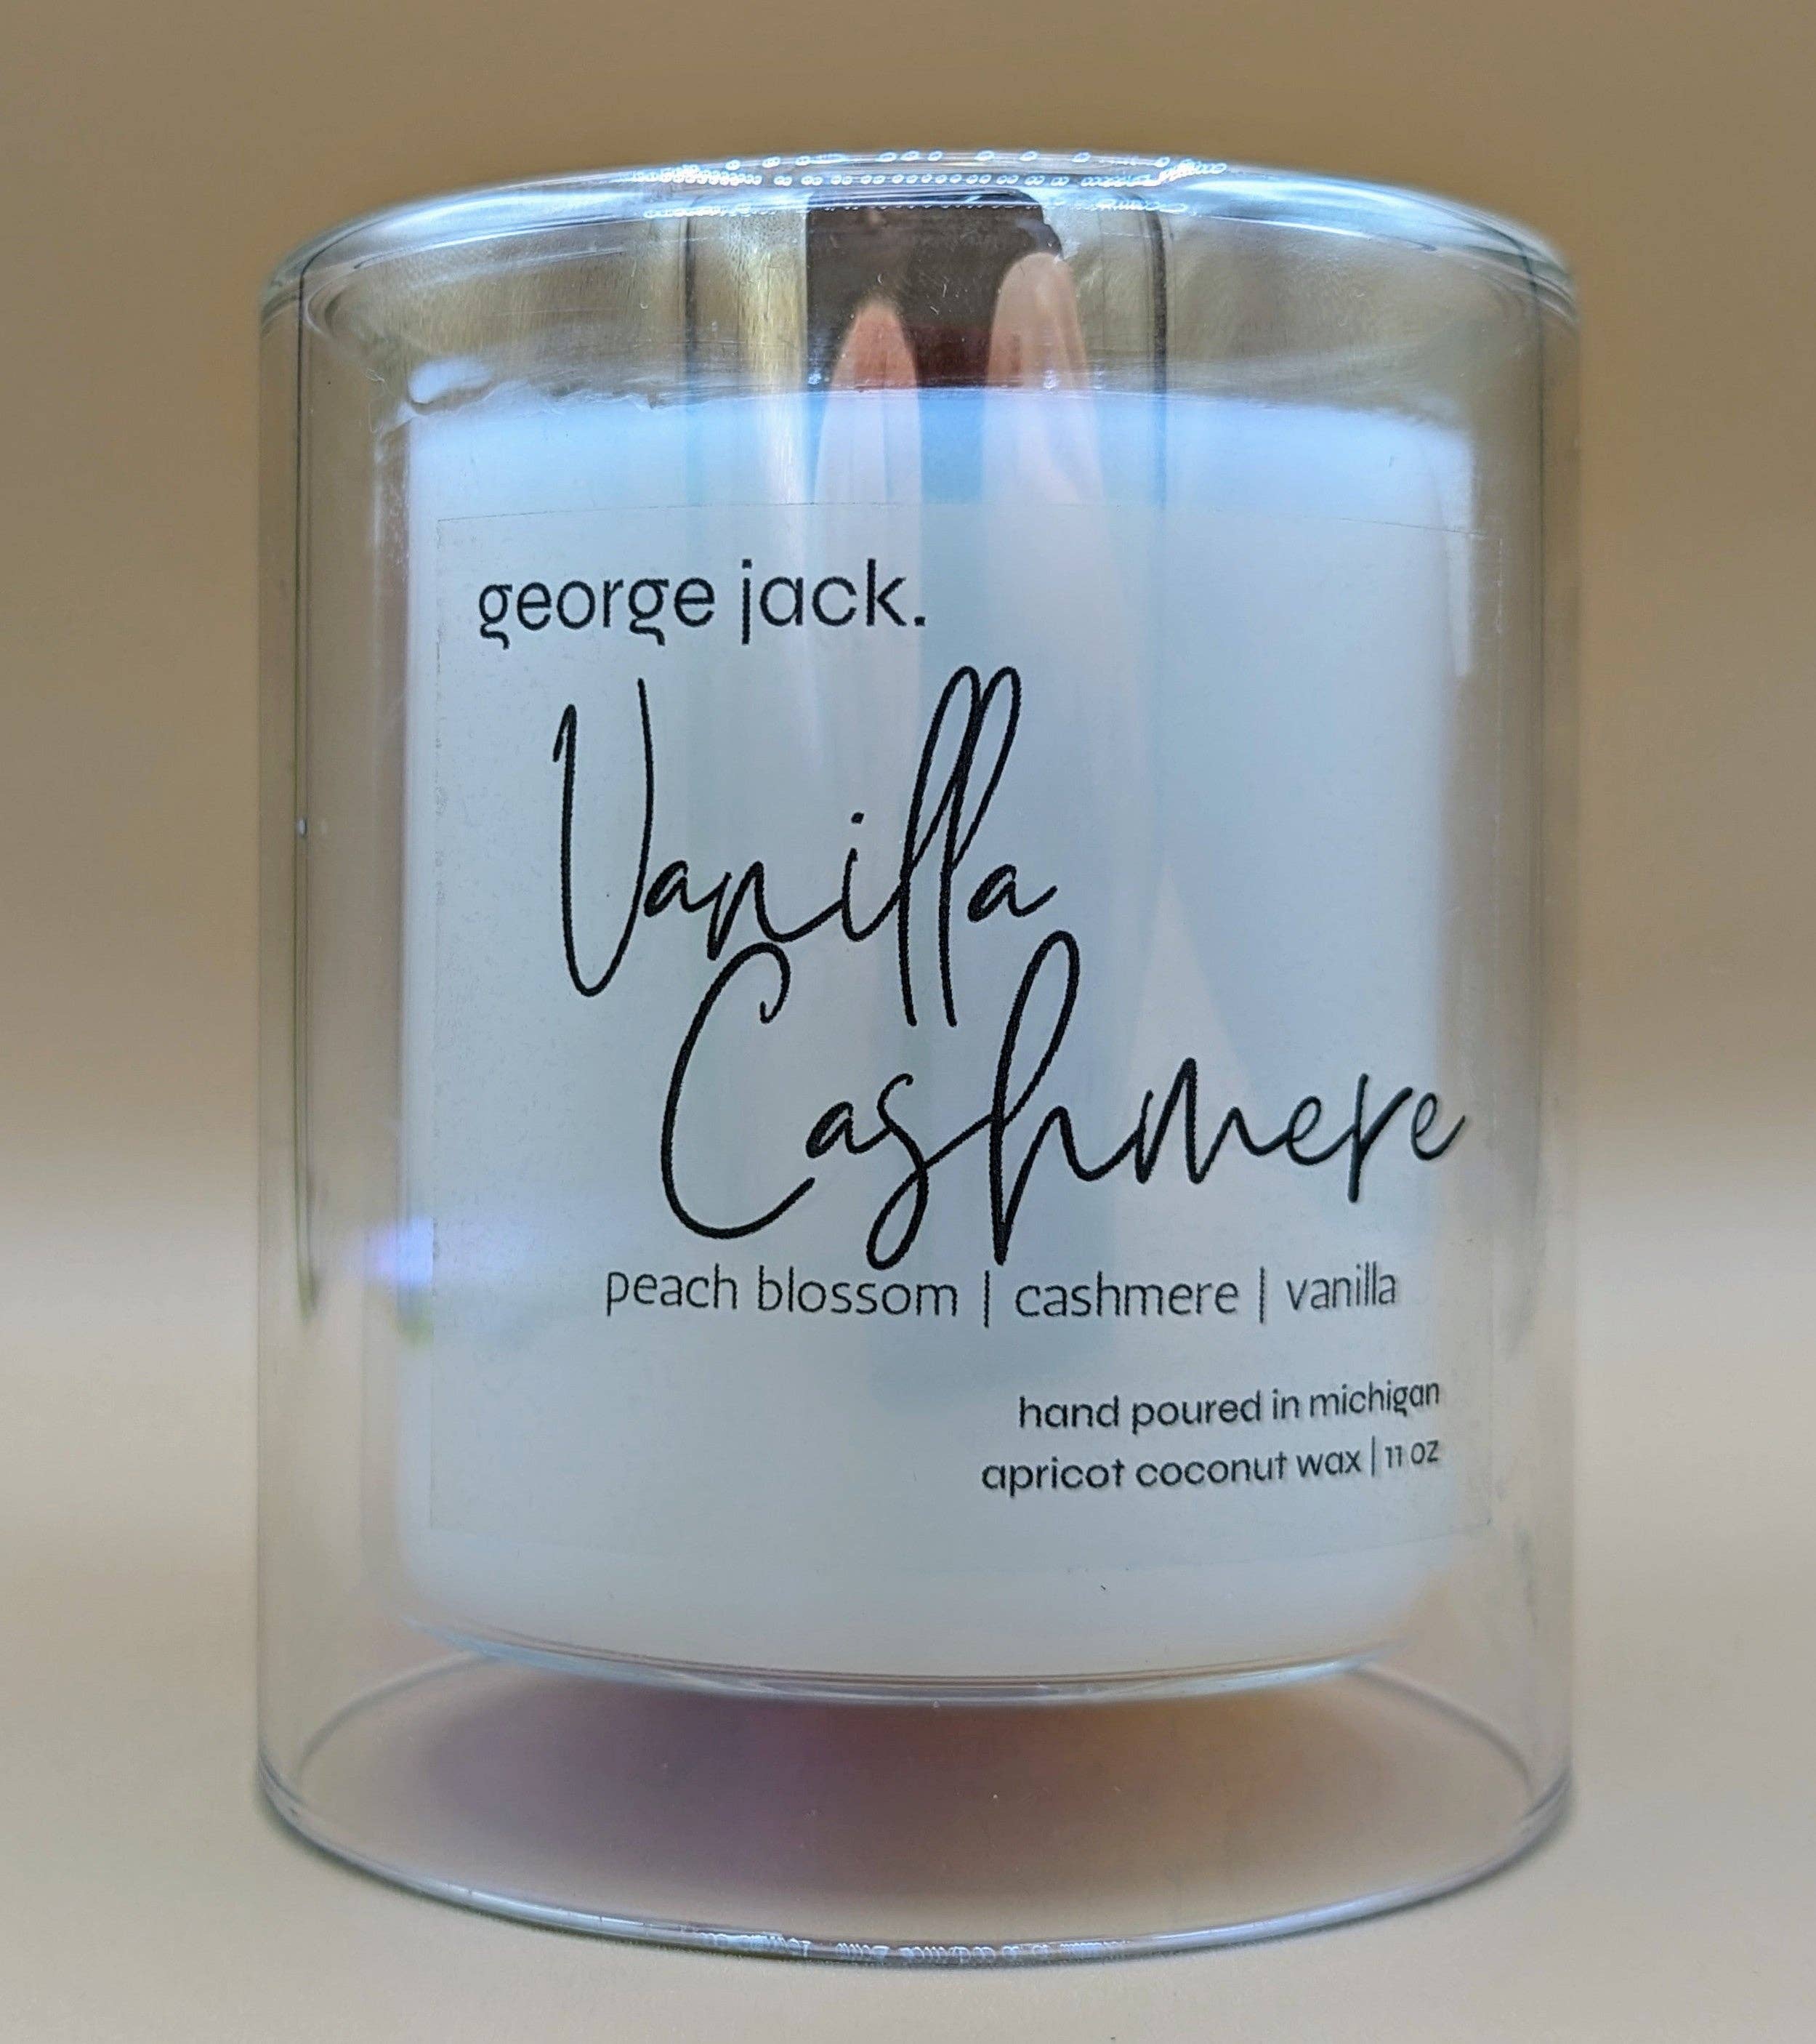 george jack.
Vanilla
Cashmere
peach blossom | cashmere | vanilla
hand poured in michigan
apricot coconut wax | 11 oz